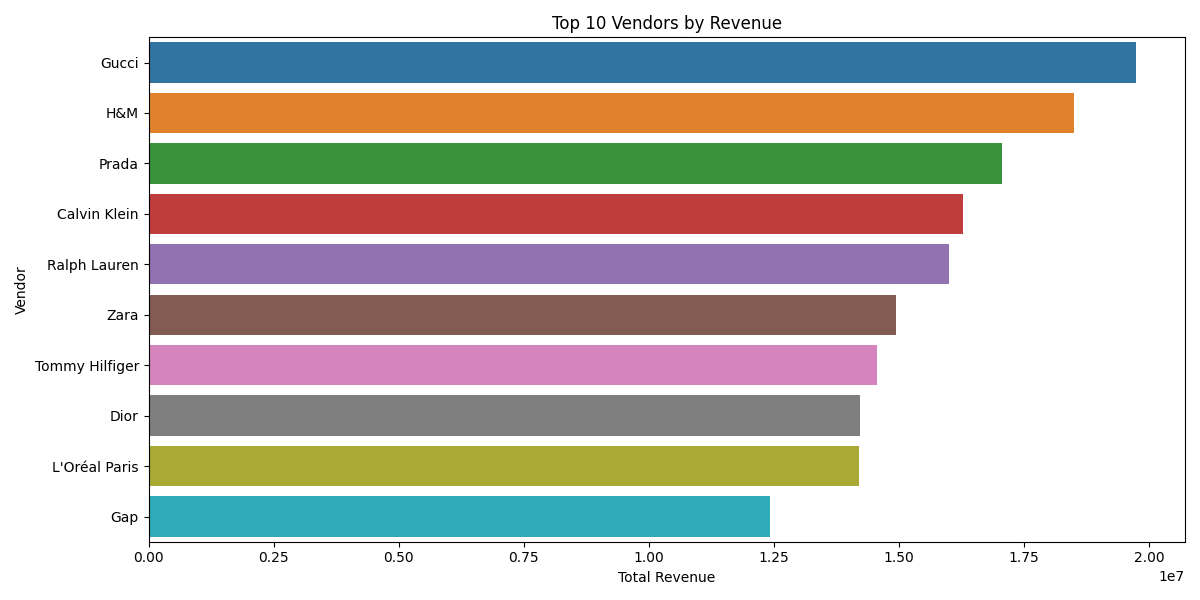 Top 10 Vendors by Revenue
Vendor
Gucci
H&M
Prada
Calvin Klein
Ralph Lauren
Zara
Tommy Hilfiger
Dior
L'Oréal Paris
Gap
0.00 0.25 0.50 0.75 1.00 1.25 1.50 1.75 2.00
Total Revenue
1e7